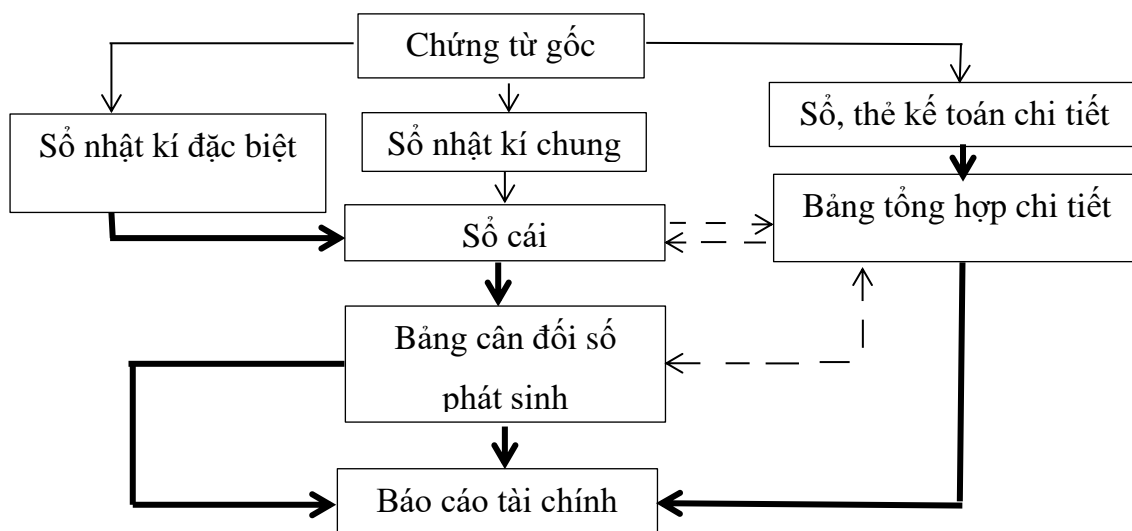 Chứng từ gốc
Sổ nhật kí đặc biệt
Sổ nhật kí chung
Sổ, thẻ kế toán chi tiết
Bảng tổng hợp chi tiết
Sổ cái
Bảng cân đối số
phát sinh
Báo cáo tài chính